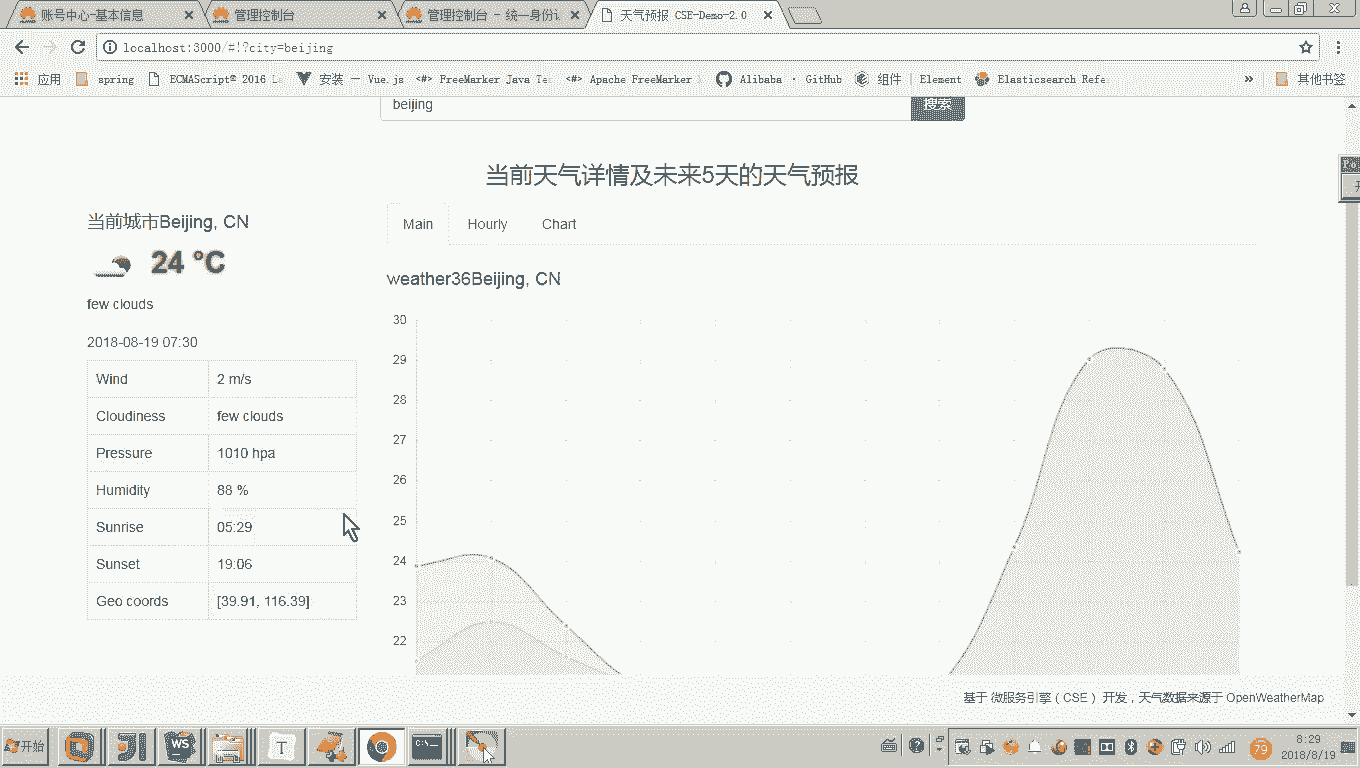 账号中心-基本信息
管理控制台
管理控制台 - 统一身份认
天气预报 CSE-Demo-2.0
localhost:3000/#!?city=beijing
应用
spring
ECMAScript® 2016 La
安装 — Vue.js
FreeMarker Java Te
Apache FreeMarker
Alibaba · GitHub
组件 | Element
Elasticsearch Refe
»
其他书签
beijing
搜索
当前天气详情及未来5天的天气预报
当前城市Beijing, CN
24 °C
few clouds
2018-08-19 07:30
Wind 2 m/s
Cloudiness few clouds
Pressure 1010 hpa
Humidity 88 %
Sunrise 05:29
Sunset 19:06
Geo coords [39.91, 116.39]
Main
Hourly
Chart
weather36Beijing, CN
30
29
28
27
26
25
24
23
22
基于 微服务引擎（CSE） 开发，天气数据来源于 OpenWeatherMap
开始
WS
T
79
8:29
2018/8/19